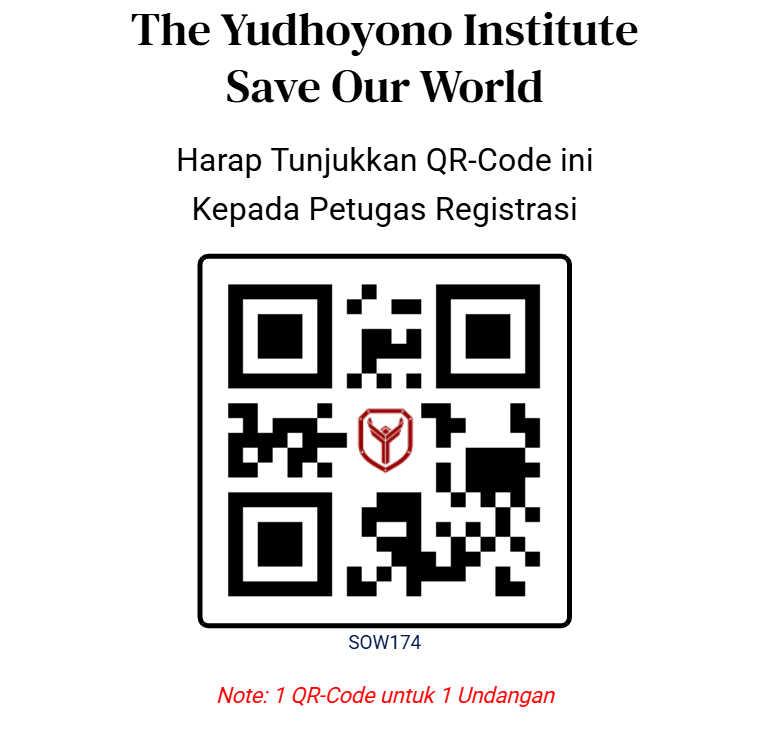 The Yudhoyono Institute
Save Our World
Harap Tunjukkan QR-Code ini
Kepada Petugas Registrasi
SOW174
Note: 1 QR-Code untuk 1 Undangan